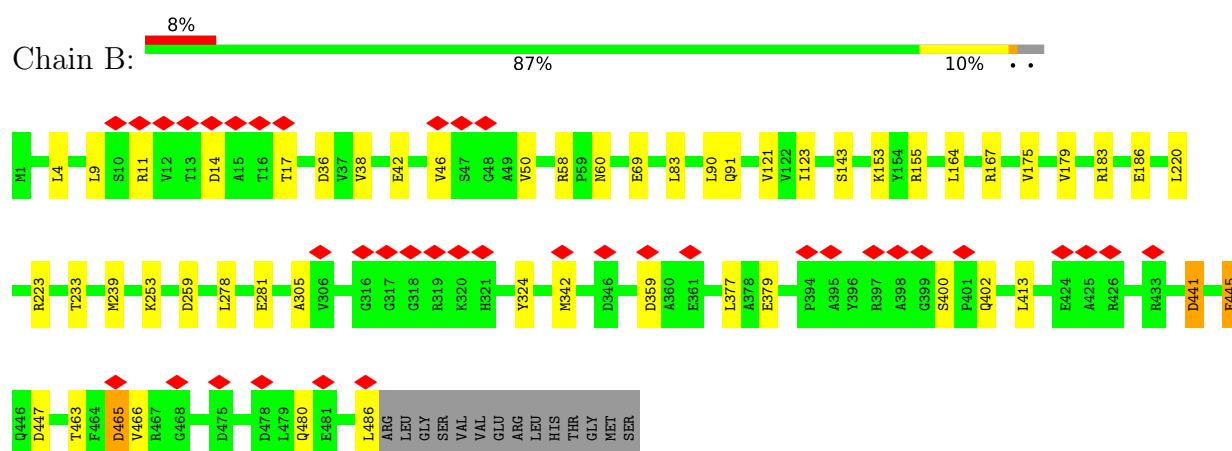 8%
Chain B:
87% 10% • •
M1 L4 L9 S10 R11 V12 T13 D14 A15 T16 T17 D36 V37 V38 E42 V46 S47 G48 A49 V50 R58 P59 N60 E69 L83 L90 Q91 V121 V122 I123 S143 K153 Y154 R155 L164 R167 V175 V179 R183 E186 L220
R223 T233 M239 K253 D259 L278 E281 A305 V306 G316 G317 G318 R319 K320 H321 Y324 M342 D346 D359 A360 E361 L377 A378 E379 P394 A395 Y396 R397 A398 G399 S400 P401 Q402 L413 E424 A425 R426 R433 D441
Q446 D447 T463 F464 D465 V466 R467 G468 D475 D478 L479 Q480 E481 L486 ARG LEU GLY SER VAL VAL GLU ARG LEU HIS THR GLY MET SER